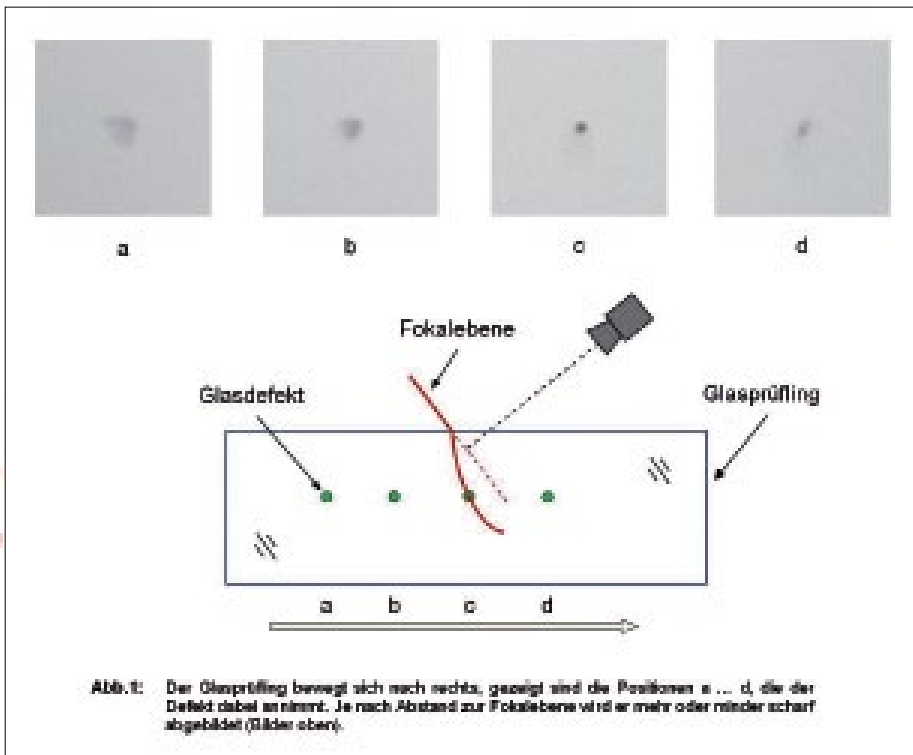 a b c d
Fokalebene
Glasdefekt
Glasprüfling
a b c d
Abb.1: Der Glasprüfling bewegt sich nach rechts, gezeigt sind die Positionen a ... d, die der
Defekt dabei annimmt. Je nach Abstand zur Fokalebene wird er mehr oder minder scharf
abgebildet (Bilder oben).